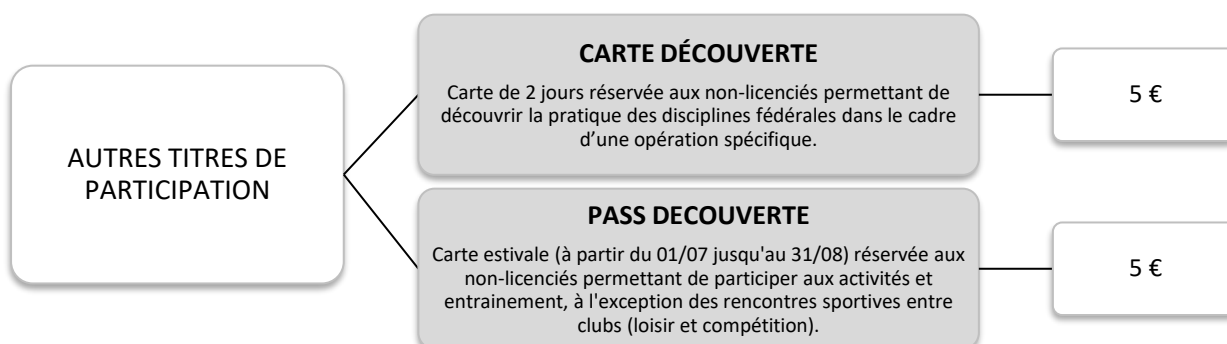 AUTRES TITRES DE
PARTICIPATION
CARTE DÉCOUVERTE
Carte de 2 jours réservée aux non-licenciés permettant de
découvrir la pratique des disciplines fédérales dans le cadre
d’une opération spécifique.
5 €
PASS DECOUVERTE
Carte estivale (à partir du 01/07 jusqu'au 31/08) réservée aux
non-licenciés permettant de participer aux activités et
entrainement, à l'exception des rencontres sportives entre
clubs (loisir et compétition).
5 €